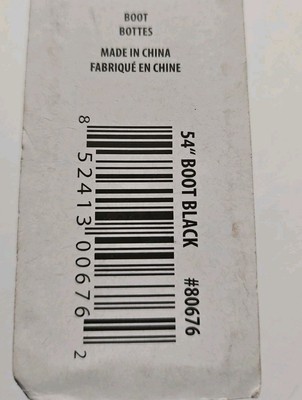 BOOT
BOTTES
MADE IN CHINA
FABRIQUÉ EN CHINE
54" BOOT BLACK #80676
8 52413 00676 2